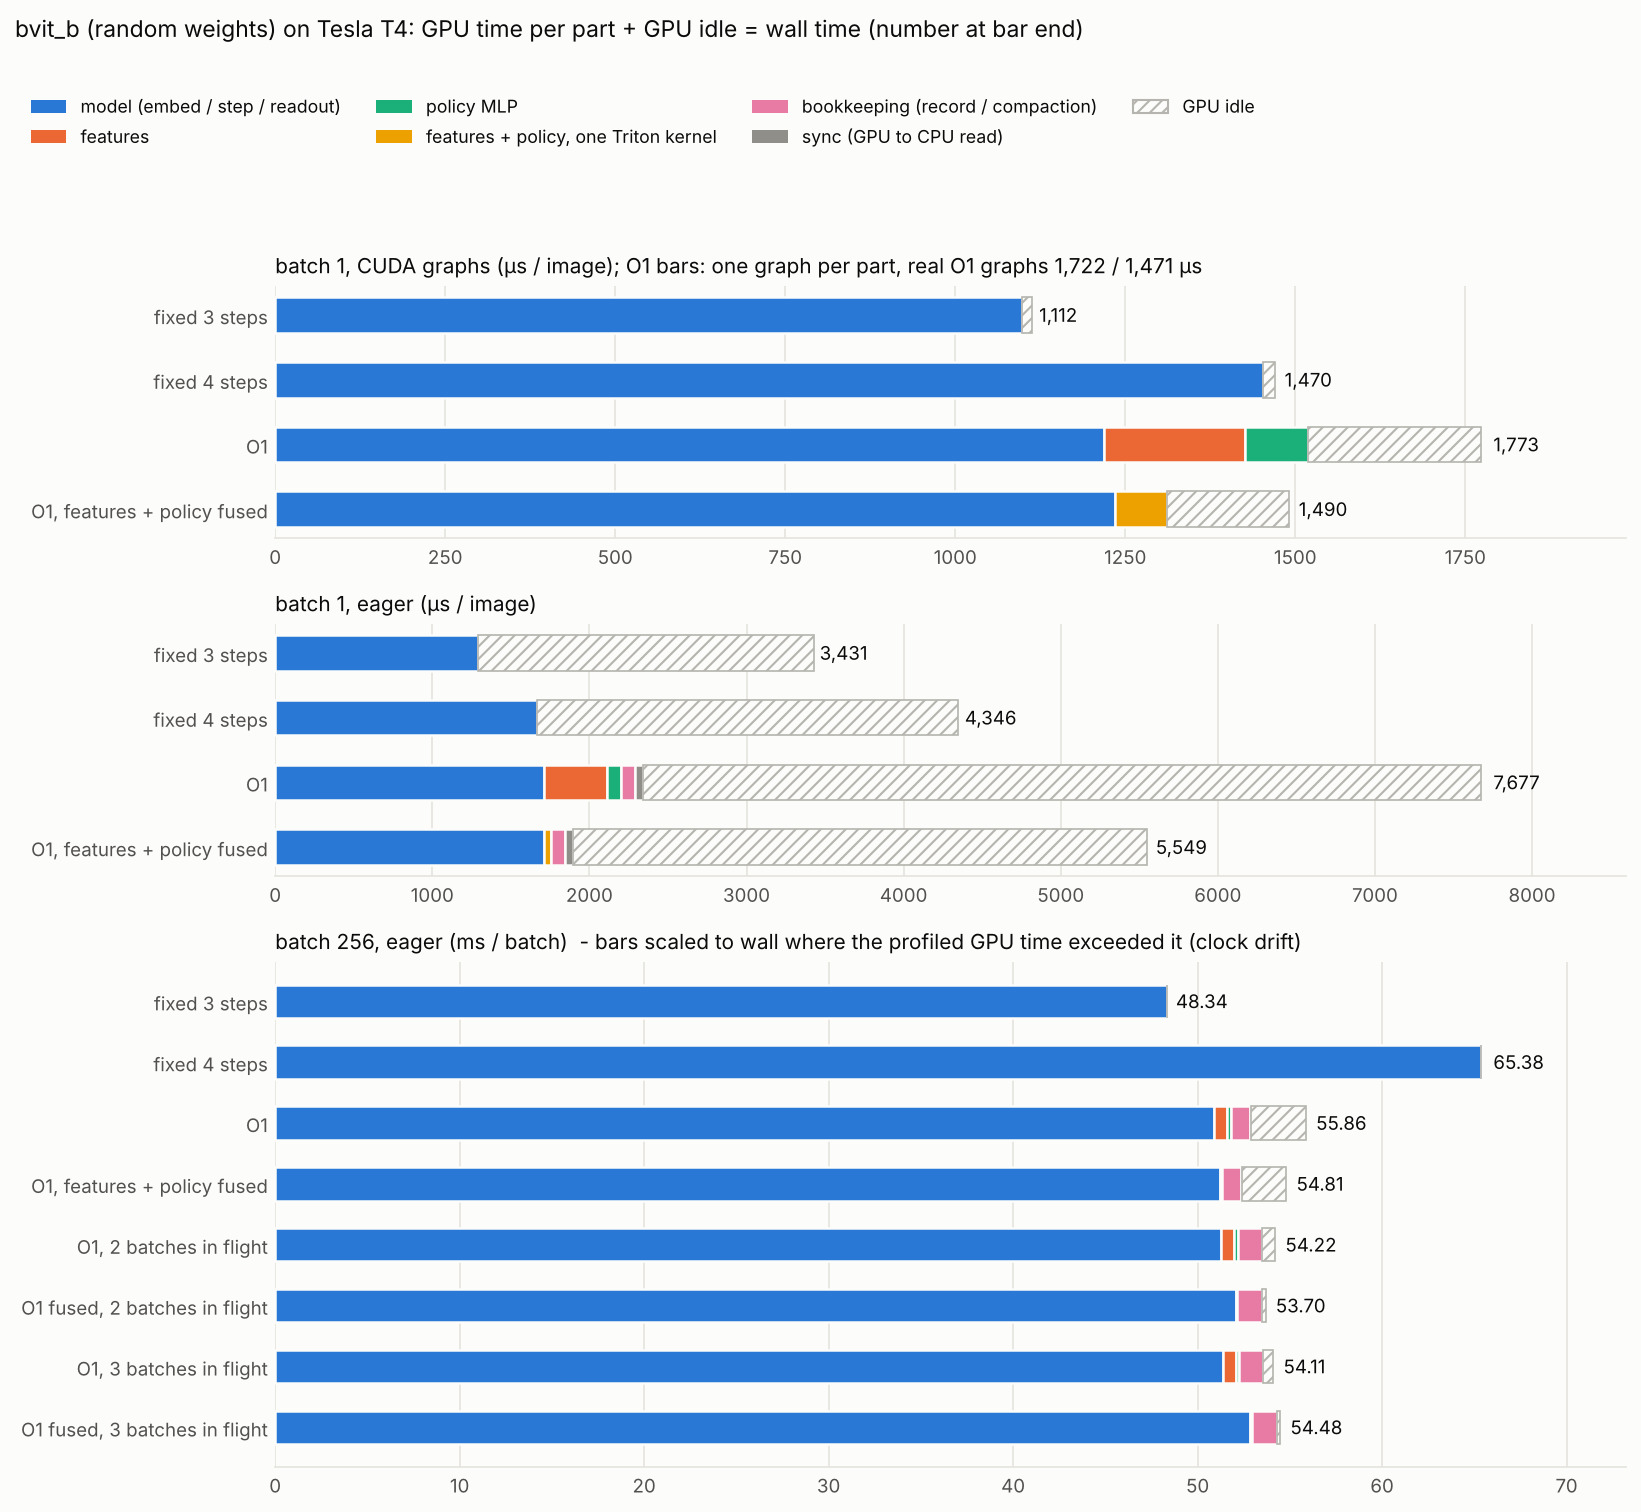 bvit_b (random weights) on Tesla T4: GPU time per part + GPU idle = wall time (number at bar end)
model (embed / step / readout)
policy MLP
bookkeeping (record / compaction)
GPU idle
features
features + policy, one Triton kernel
sync (GPU to CPU read)
batch 1, CUDA graphs (µs / image); O1 bars: one graph per part, real O1 graphs 1,722 / 1,471 µs
fixed 3 steps
1,112
fixed 4 steps
1,470
O1
1,773
O1, features + policy fused
1,490
0 250 500 750 1000 1250 1500 1750
batch 1, eager (µs / image)
fixed 3 steps
3,431
fixed 4 steps
4,346
O1
7,677
O1, features + policy fused
5,549
0 1000 2000 3000 4000 5000 6000 7000 8000
batch 256, eager (ms / batch) - bars scaled to wall where the profiled GPU time exceeded it (clock drift)
fixed 3 steps
48.34
fixed 4 steps
65.38
O1
55.86
O1, features + policy fused
54.81
O1, 2 batches in flight
54.22
O1 fused, 2 batches in flight
53.70
O1, 3 batches in flight
54.11
O1 fused, 3 batches in flight
54.48
0 10 20 30 40 50 60 70